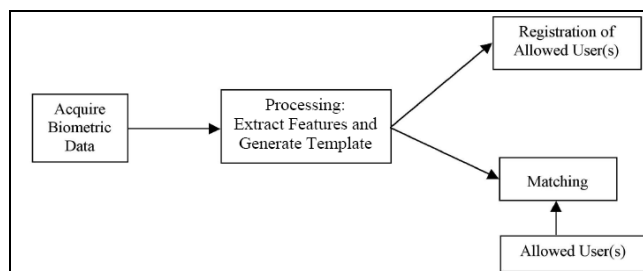 Registration of
Allowed User(s)
Acquire
Biometric
Data
Processing:
Extract Features and
Generate Template
Matching
Allowed User(s)